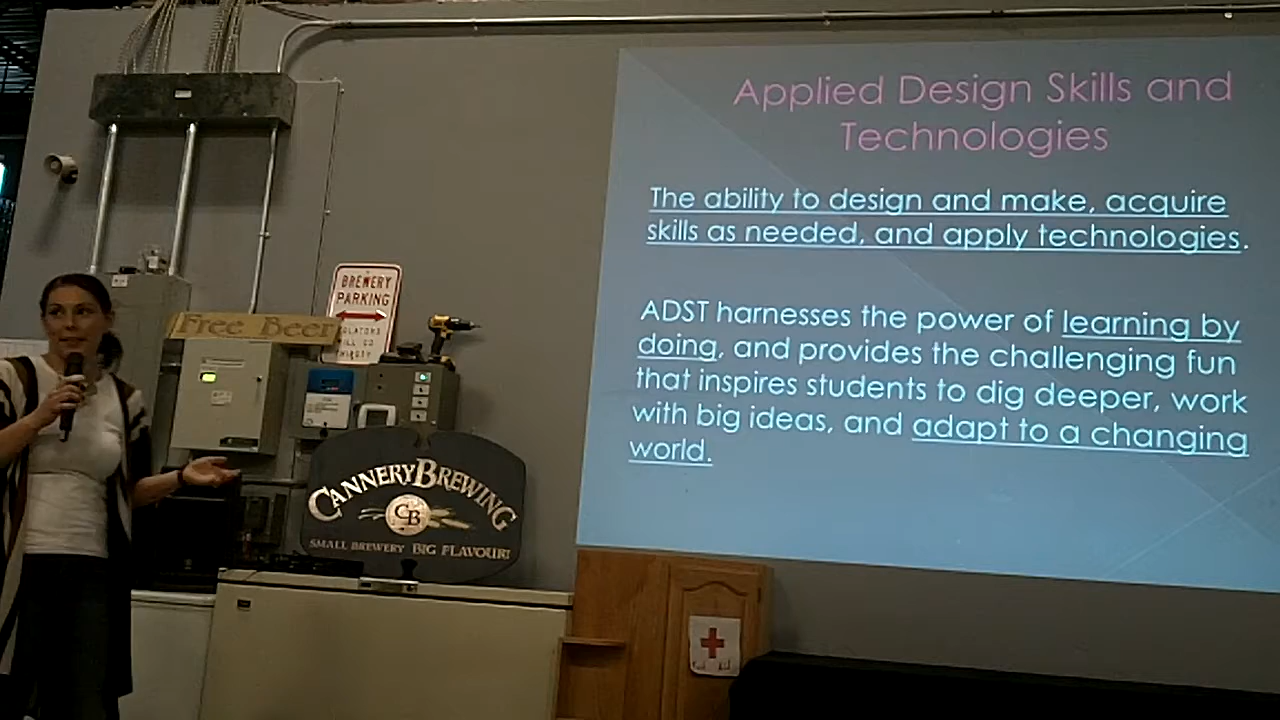 Applied Design Skills and
Technologies
The ability to design and make, acquire
skills as needed, and apply technologies.
ADST harnesses the power of learning by
doing, and provides the challenging fun
that inspires students to dig deeper, work
with big ideas, and adapt to a changing
world.
BREWERY
PARKING
WILL GO
THIRSTY
Free Beer
CANNERY BREWING
CB
SMALL BREWERY BIG FLAVOUR!